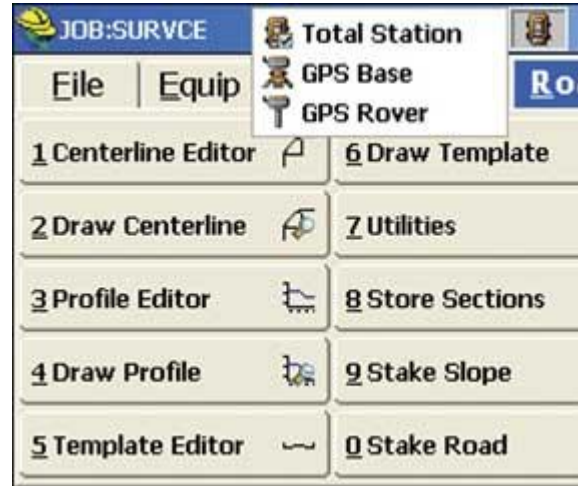 JOB:SURVCE
Total Station
GPS Base
GPS Rover
File Equip
1 Centerline Editor
6 Draw Template
2 Draw Centerline
7 Utilities
3 Profile Editor
8 Store Sections
4 Draw Profile
9 Stake Slope
5 Template Editor
0 Stake Road